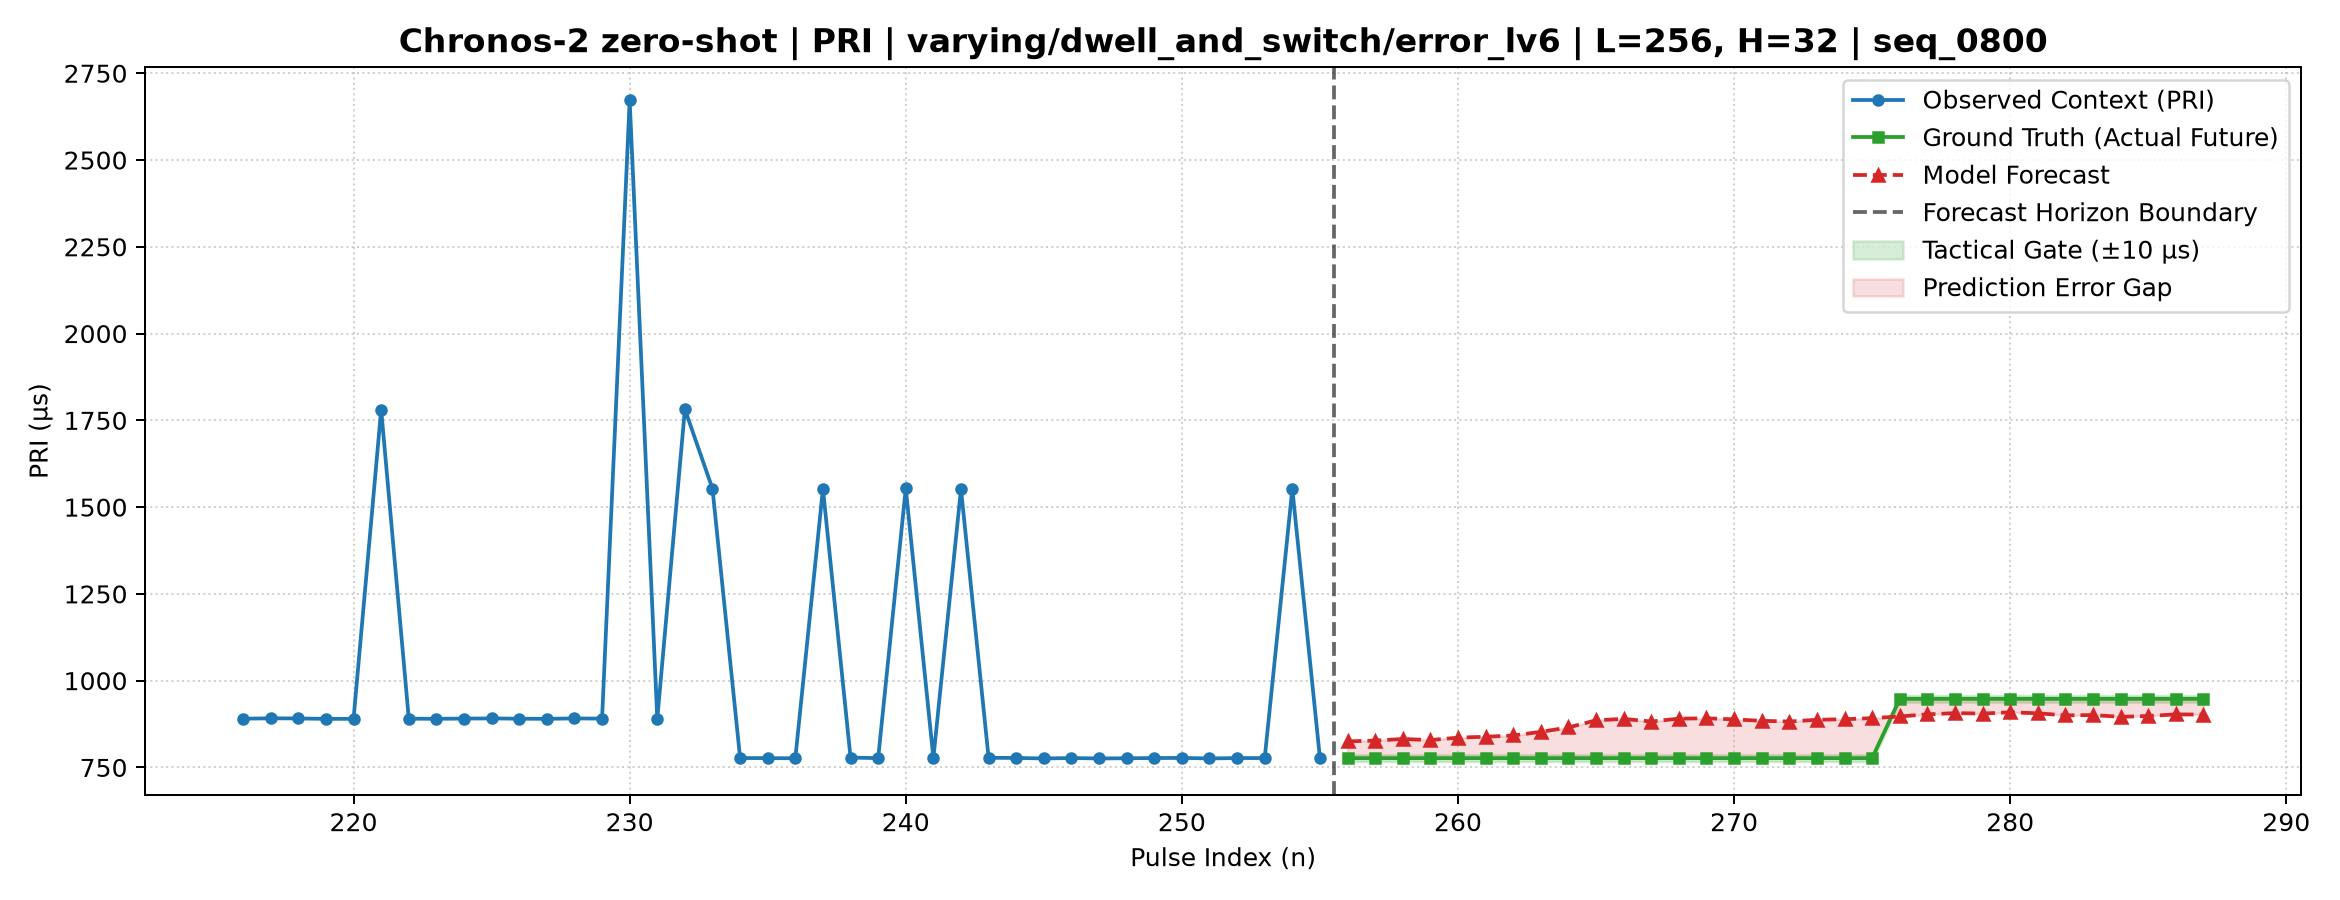 Chronos-2 zero-shot | PRI | varying/dwell_and_switch/error_lv6 | L=256, H=32 | seq_0800
PRI (µs)
2750
2500
2250
2000
1750
1500
1250
1000
750
Observed Context (PRI)
Ground Truth (Actual Future)
Model Forecast
Forecast Horizon Boundary
Tactical Gate (±10 µs)
Prediction Error Gap
220 230 240 250 260 270 280 290
Pulse Index (n)